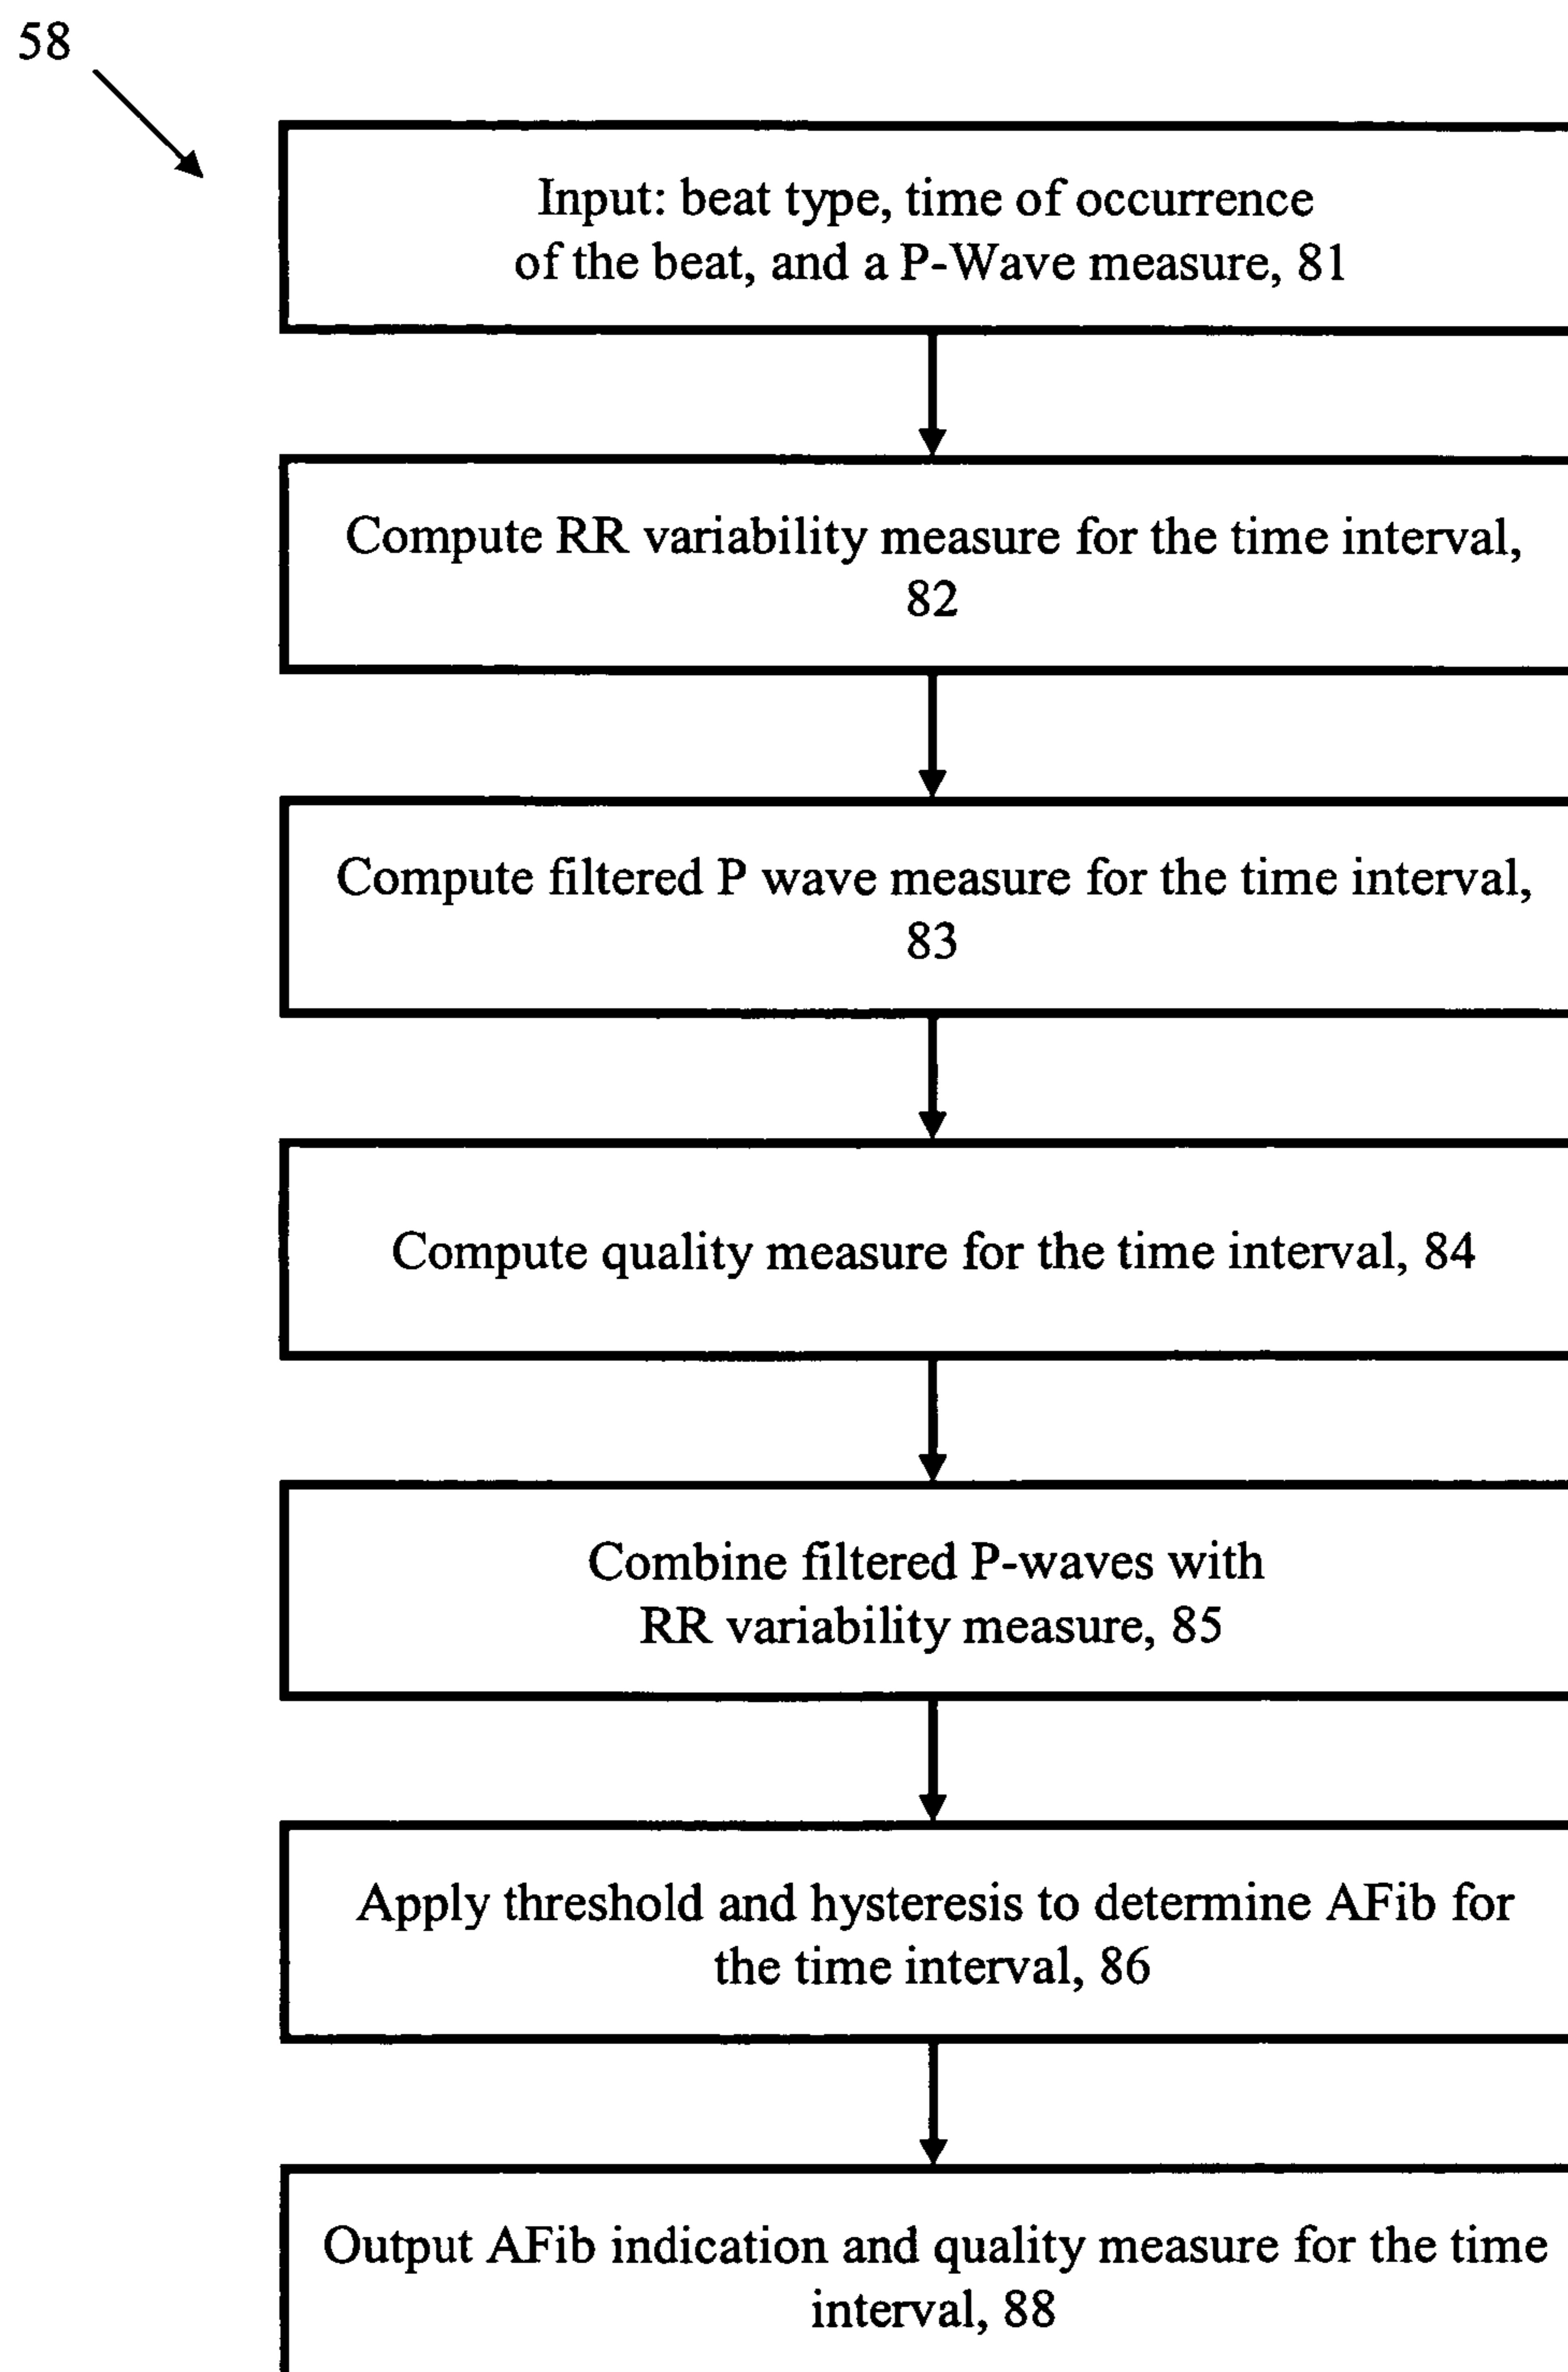 58
Input: beat type, time of occurrence
of the beat, and a P-Wave measure, 81
Compute RR variability measure for the time interval,
82
Compute filtered P wave measure for the time interval,
83
Compute quality measure for the time interval, 84
Combine filtered P-waves with
RR variability measure, 85
Apply threshold and hysteresis to determine AFib for
the time interval, 86
Output AFib indication and quality measure for the time
interval, 88